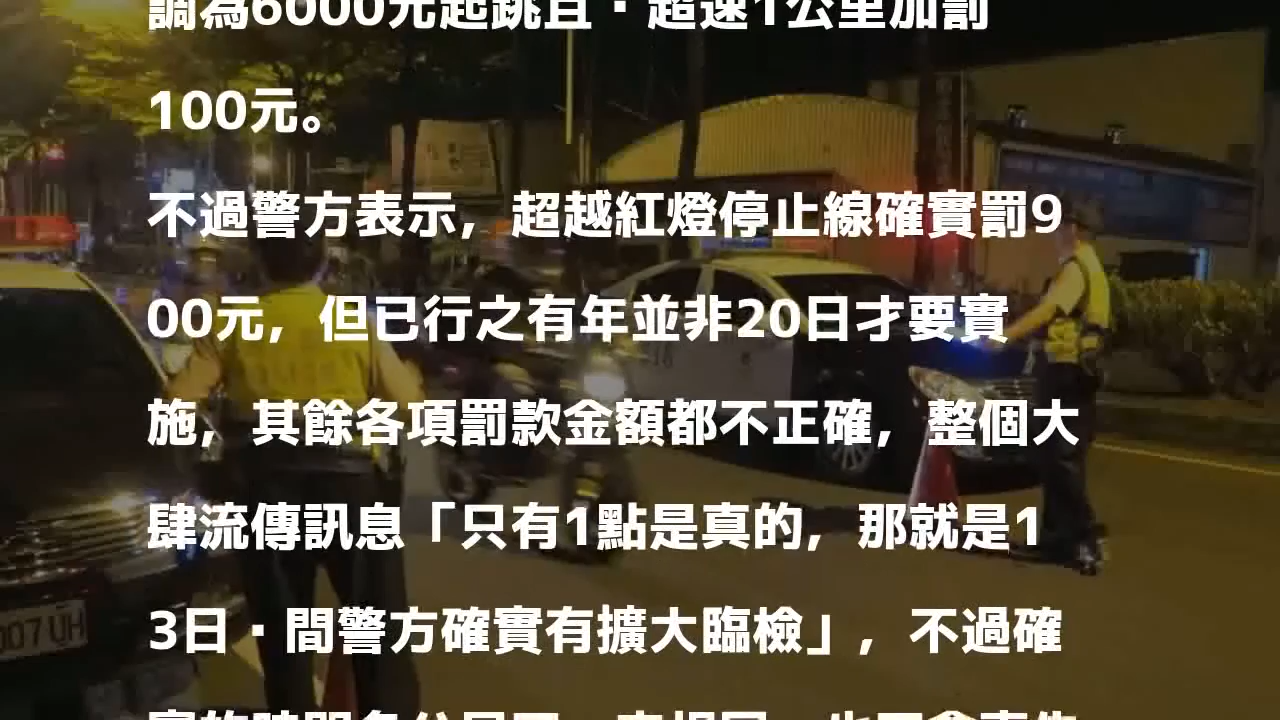 調為6000元起跳且▪超速1公里加罰
100元。
不過警方表示，超越紅燈停止線確實罰9
00元，但已行之有年並非20日才要實
施，其餘各項罰款金額都不正確，整個大
肆流傳訊息「只有1點是真的，那就是1
3日▪間警方確實有擴大臨檢」，不過確
007 UH